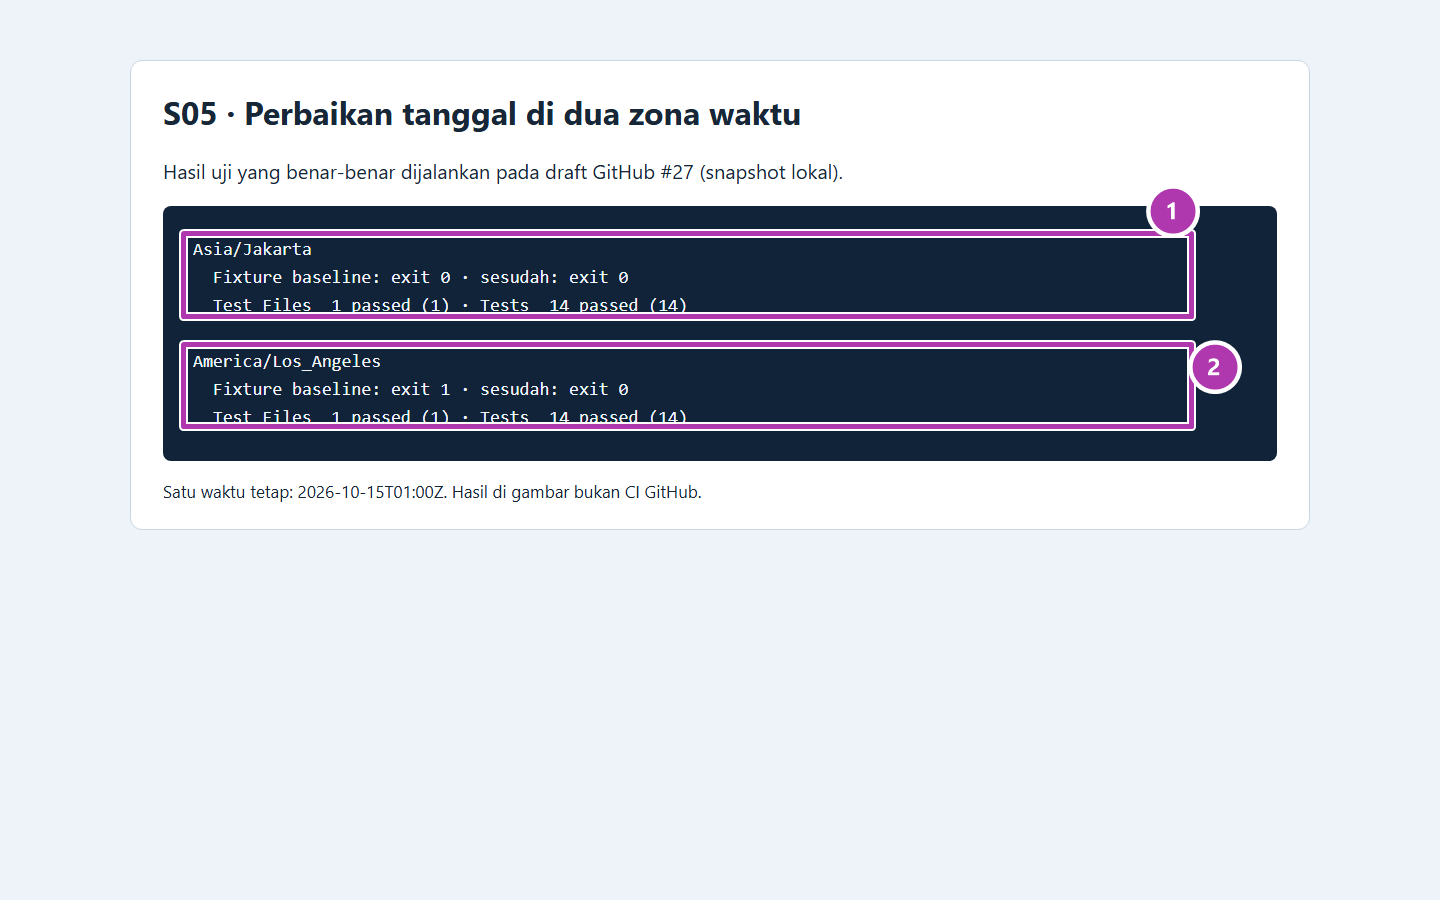 S05 · Perbaikan tanggal di dua zona waktu
Hasil uji yang benar-benar dijalankan pada draft GitHub #27 (snapshot lokal).
1
Asia/Jakarta
Fixture baseline: exit 0 · sesudah: exit 0
Test Files 1 passed (1) · Tests 14 passed (14)
2
America/Los_Angeles
Fixture baseline: exit 1 · sesudah: exit 0
Test Files 1 passed (1) · Tests 14 passed (14)
Satu waktu tetap: 2026-10-15T01:00Z. Hasil di gambar bukan CI GitHub.